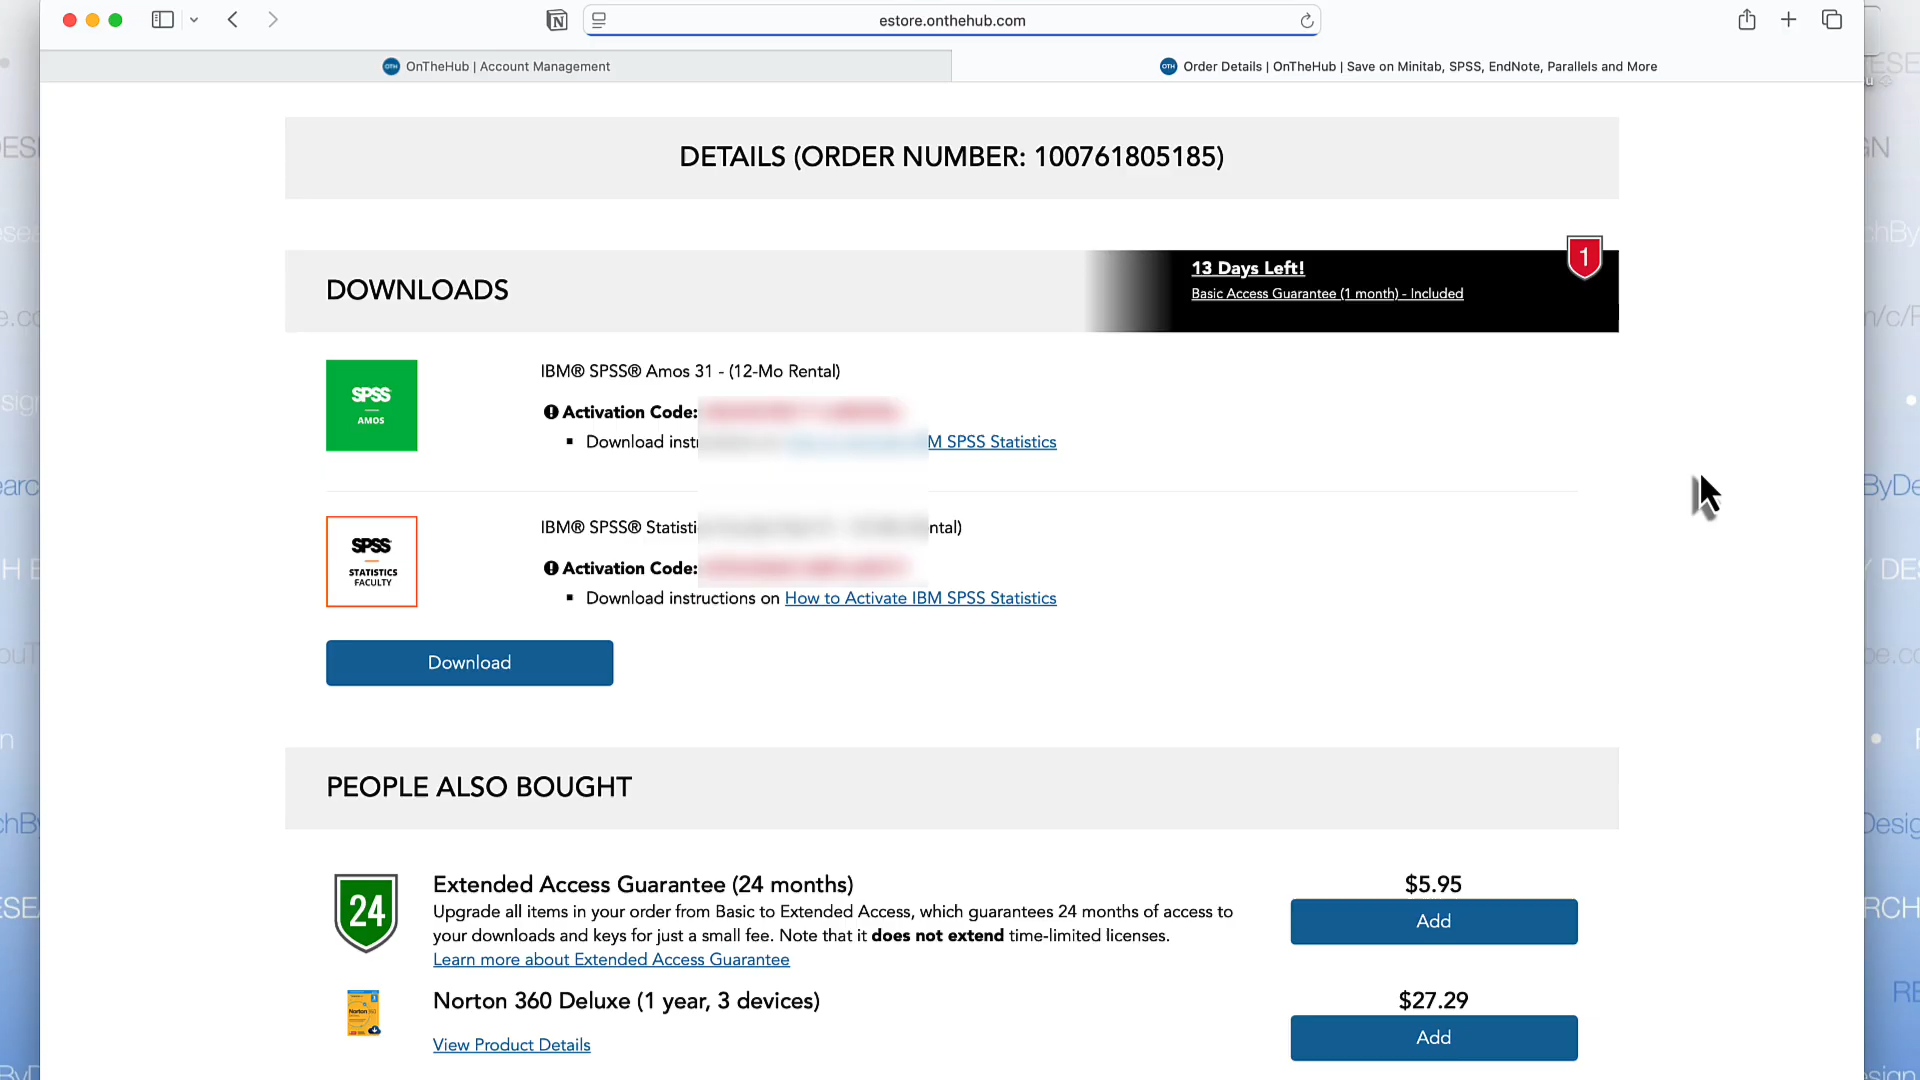 estore.onthehub.com
OTH OnTheHub | Account Management
OTH Order Details | OnTheHub | Save on Minitab, SPSS, EndNote, Parallels and More
DETAILS (ORDER NUMBER: 100761805185)
DOWNLOADS
13 Days Left!
Basic Access Guarantee (1 month) - Included
1
SPSS
AMOS
IBM® SPSS® Amos 31 - (12-Mo Rental)
Activation Code:
Download inst
M SPSS Statistics
SPSS
STATISTICS
FACULTY
IBM® SPSS® Statisti
ntal)
Activation Code:
Download instructions on How to Activate IBM SPSS Statistics
Download
PEOPLE ALSO BOUGHT
24
Extended Access Guarantee (24 months)
Upgrade all items in your order from Basic to Extended Access, which guarantees 24 months of access to
your downloads and keys for just a small fee. Note that it does not extend time-limited licenses.
Learn more about Extended Access Guarantee
$5.95
Add
Norton 360 Deluxe (1 year, 3 devices)
View Product Details
$27.29
Add